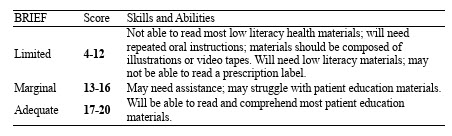 BRIEF Score Skills and Abilities
Not able to read most low literacy health materials; will need
repeated oral instructions; materials should be composed of
Limited 4-12 illustrations or video tapes. Will need low literacy materials; may
not be able to read a prescription label.
Marginal 13-16 May need assistance; may struggle with patient education materials.
Adequate 17-20 Will be able to read and comprehend most patient education
materials.